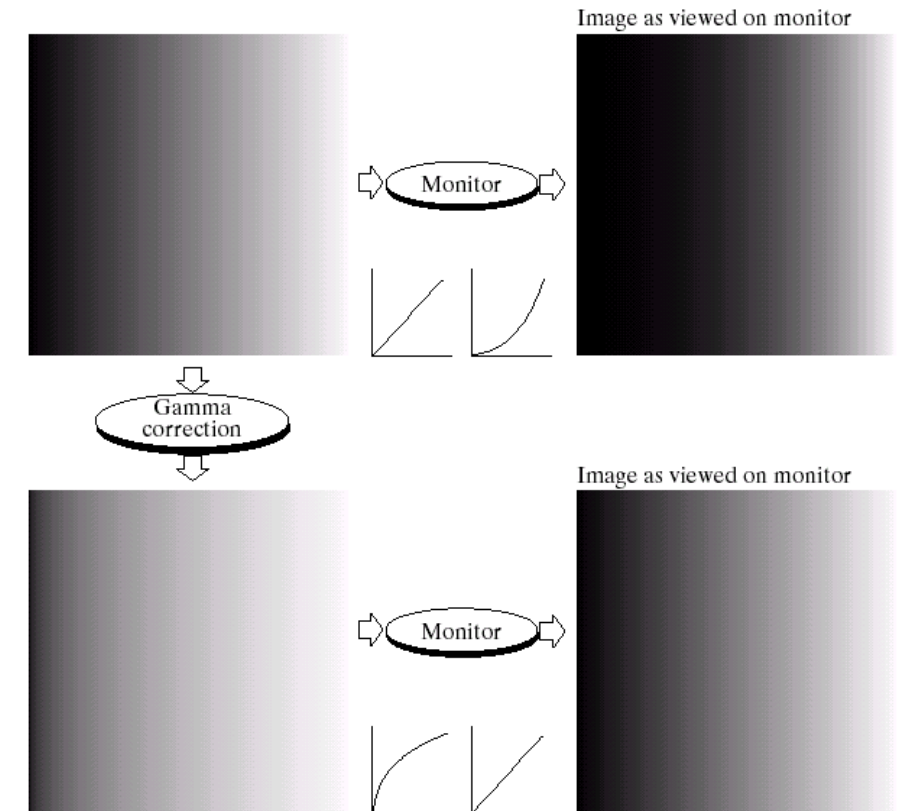 Image as viewed on monitor
Monitor
Gamma
correction
Image as viewed on monitor
Monitor